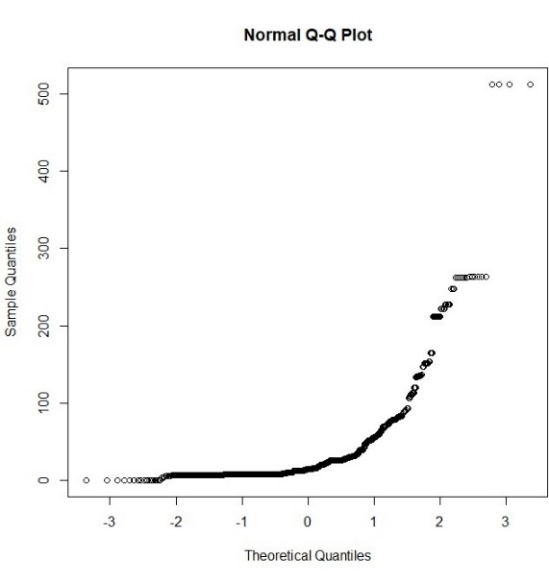 Normal Q-Q Plot
Sample Quantiles
500
400
300
200
100
0
-3 -2 -1 0 1 2 3
Theoretical Quantiles